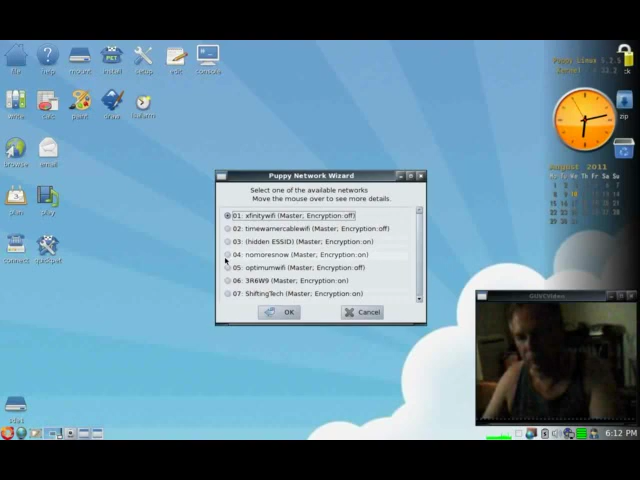 file
help
mount
install
setup
edit
console
PET
write
calc
paint
draw
browse
email
plan
play
connect
quickpet
zip
August 2011
Puppy Network Wizard
Select one of the available networks
Move the mouse over to see more details.
01: xfinitywifi (Master; Encryption:off)
02: timewarnercablewifi (Master; Encryption:off)
03: (hidden ESSID) (Master; Encryption:on)
04: nomoresnow (Master; Encryption:on)
05: optimumwifi (Master; Encryption:off)
06: 3R6W9 (Master; Encryption:on)
07: ShiftingTech (Master; Encryption:on)
OK
Cancel
GUVCVideo
6:12 PM